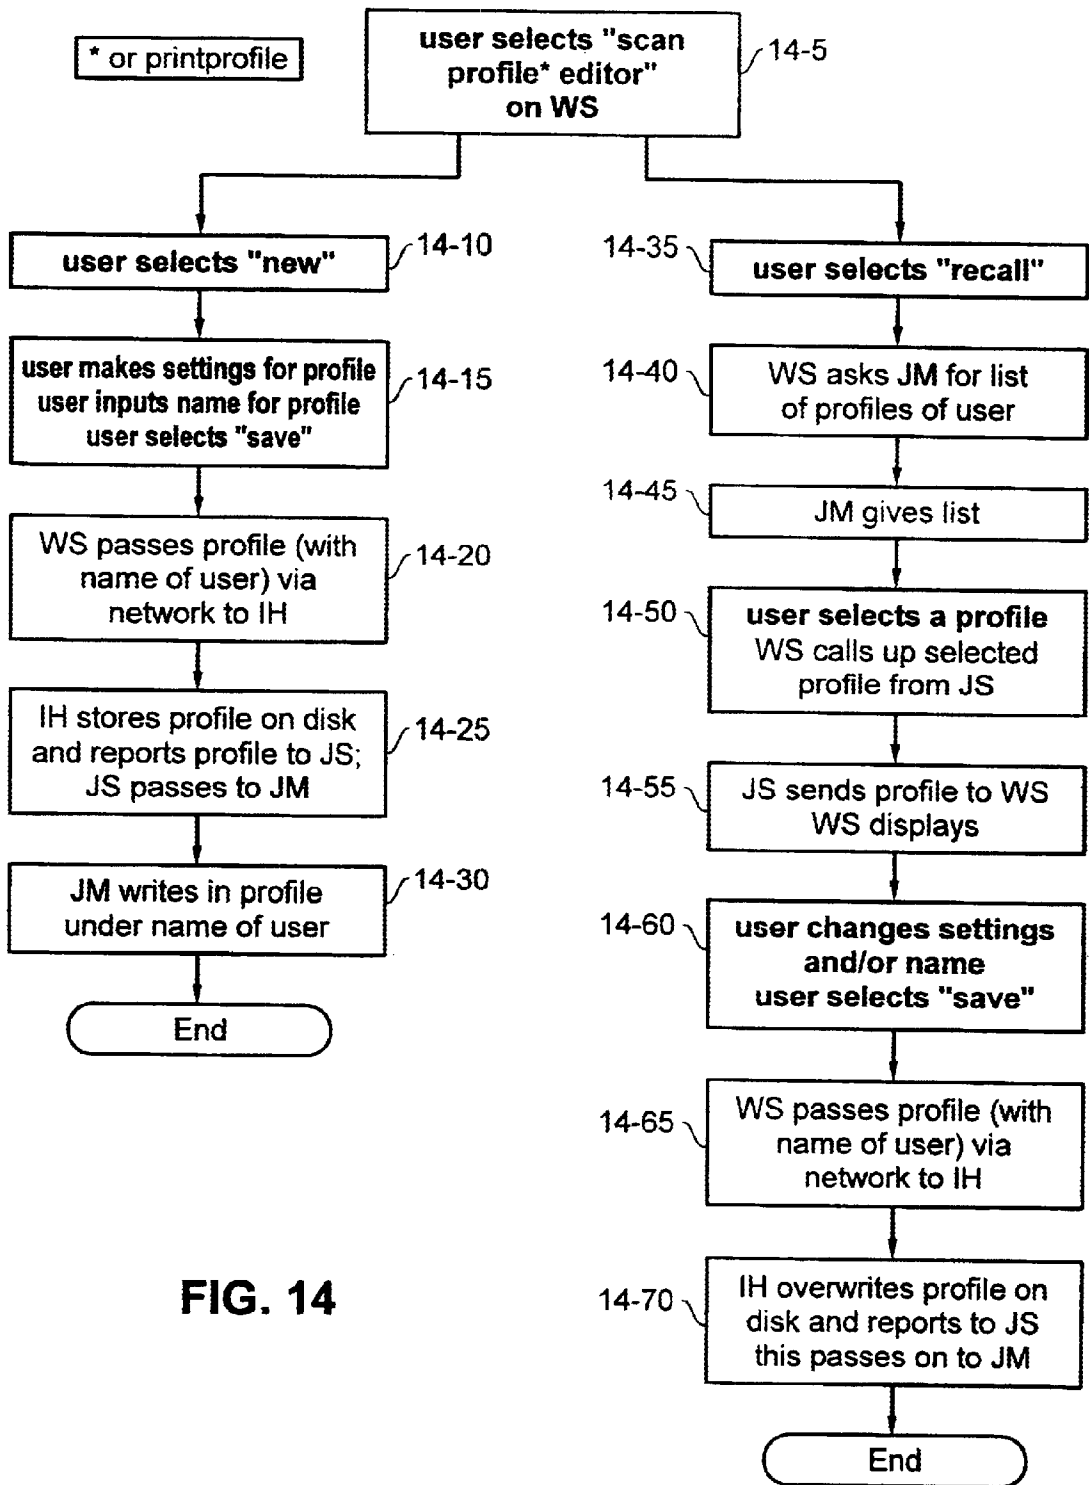 * or printprofile
user selects "scan
profile* editor"
on WS
14-5
user selects "new"
14-10
user makes settings for profile
user inputs name for profile
user selects "save"
14-15
WS passes profile (with
name of user) via
network to IH
14-20
IH stores profile on disk
and reports profile to JS;
JS passes to JM
14-25
JM writes in profile
under name of user
14-30
End
14-35
user selects "recall"
14-40
WS asks JM for list
of profiles of user
14-45
JM gives list
14-50
user selects a profile
WS calls up selected
profile from JS
14-55
JS sends profile to WS
WS displays
14-60
user changes settings
and/or name
user selects "save"
14-65
WS passes profile (with
name of user) via
network to IH
14-70
IH overwrites profile on
disk and reports to JS
this passes on to JM
End
FIG. 14